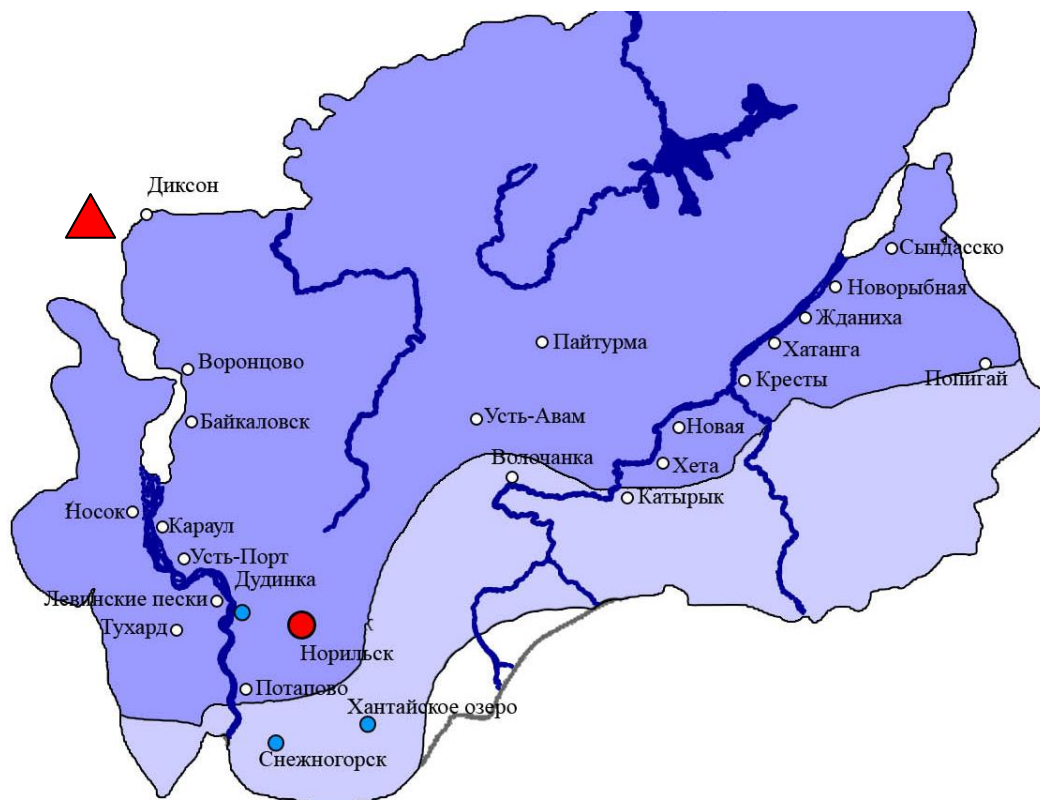 Диксон
Сындасско
Новорыбная
Жданиха
Хатанга
Пайтурма
Воронцово
Кресты
Попигай
Байкаловск
Усть-Авам
Новая
Волочанка
Хета
Катырык
Носок
Караул
Усть-Порт
Дудинка
Левинские пески
Тухард
Норильск
Потапово
Хантайское озеро
Снежногорск